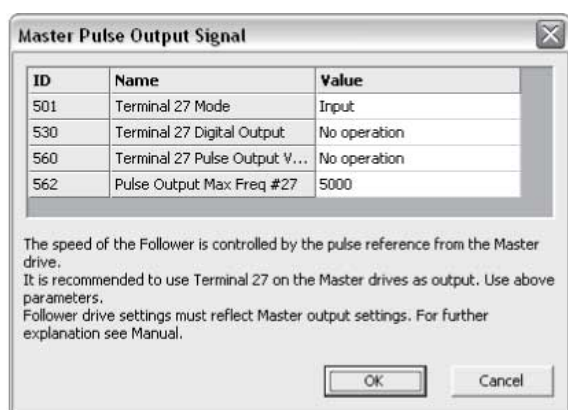 Master Pulse Output Signal
ID Name Value
501 Terminal 27 Mode Input
530 Terminal 27 Digital Output No operation
560 Terminal 27 Pulse Output V... No operation
562 Pulse Output Max Freq #27 5000
The speed of the Follower is controlled by the pulse reference from the Master
drive.
It is recommended to use Terminal 27 on the Master drives as output. Use above
parameters.
Follower drive settings must reflect Master output settings. For further
explanation see Manual.
OK Cancel